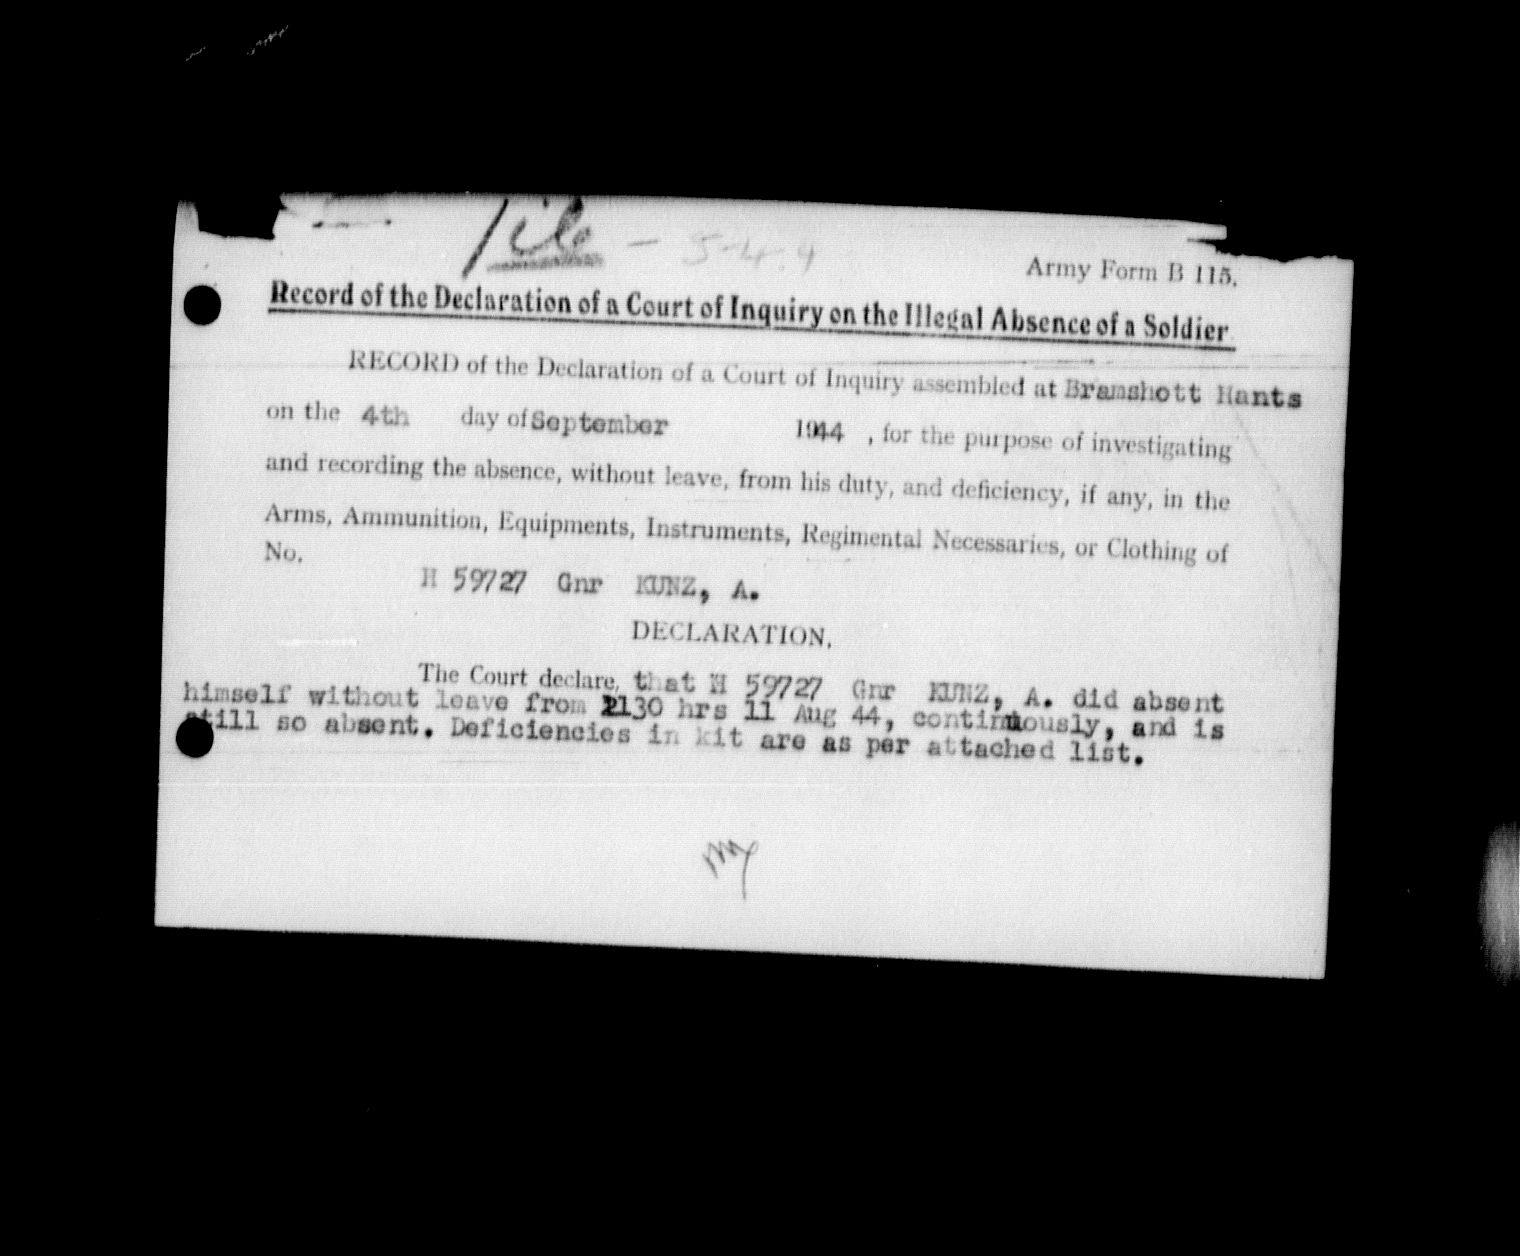 File - 5-4.9
Army Form B 115.
Record of the Declaration of a Court of Inquiry on the Illegal Absence of a Soldier.
RECORD of the Declaration of a Court of Inquiry assembled at Bramshott Hants
on the 4th day of September 1944 , for the purpose of investigating
and recording the absence, without leave, from his duty, and deficiency, if any, in the
Arms, Ammunition, Equipments, Instruments, Regimental Necessaries, or Clothing of
No.
H 59727 Gnr KUNZ, A.
DECLARATION.
The Court declare, that H 59727 Gnr KUNZ, A. did absent
himself without leave from 2130 hrs 11 Aug 44, continuously, and is
still so absent. Deficiencies in kit are as per attached list.